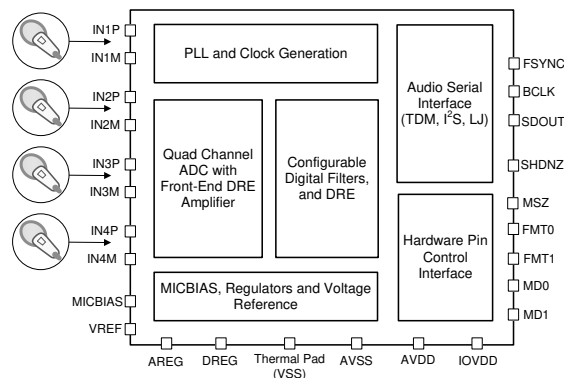 IN1P
IN1M
IN2P
IN2M
IN3P
IN3M
IN4P
IN4M
MICBIAS
VREF
PLL and Clock Generation
Quad Channel
ADC with
Front-End DRE
Amplifier
Configurable
Digital Filters,
and DRE
MICBIAS, Regulators and Voltage
Reference
Audio Serial
Interface
(TDM, I²S, LJ)
Hardware Pin
Control
Interface
FSYNC
BCLK
SDOUT
SHDNZ
MSZ
FMT0
FMT1
MD0
MD1
AREG
DREG
Thermal Pad
(VSS)
AVSS
AVDD
IOVDD